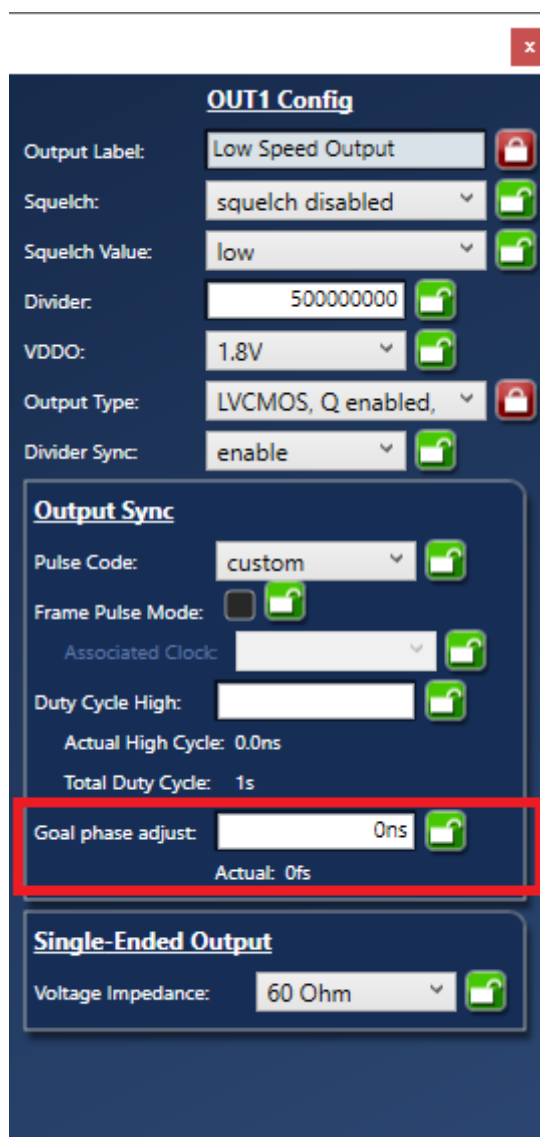 x
OUT1 Config
Output Label: Low Speed Output
Squelch: squelch disabled
Squelch Value: low
Divider: 500000000
VDDO: 1.8V
Output Type: LVCMOS, Q enabled,
Divider Sync: enable
Output Sync
Pulse Code: custom
Frame Pulse Mode:
Associated Clock:
Duty Cycle High:
Actual High Cycle: 0.0ns
Total Duty Cycle: 1s
Goal phase adjust: 0ns
Actual: 0fs
Single-Ended Output
Voltage Impedance: 60 Ohm